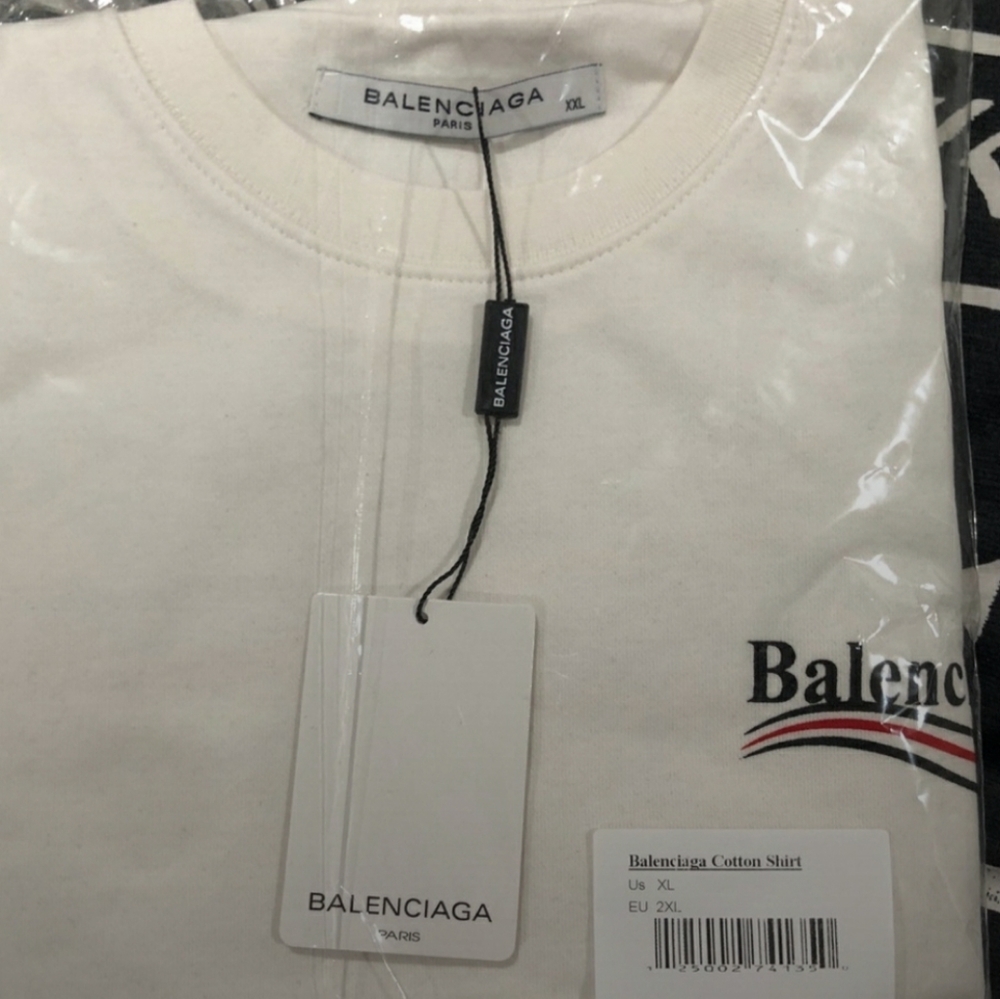 BALENCIAGA XXL
PARIS
BALENCIAGA
Balenc
BALENCIAGA
PARIS
Balenciaga Cotton Shirt
Us XL
EU 2XL